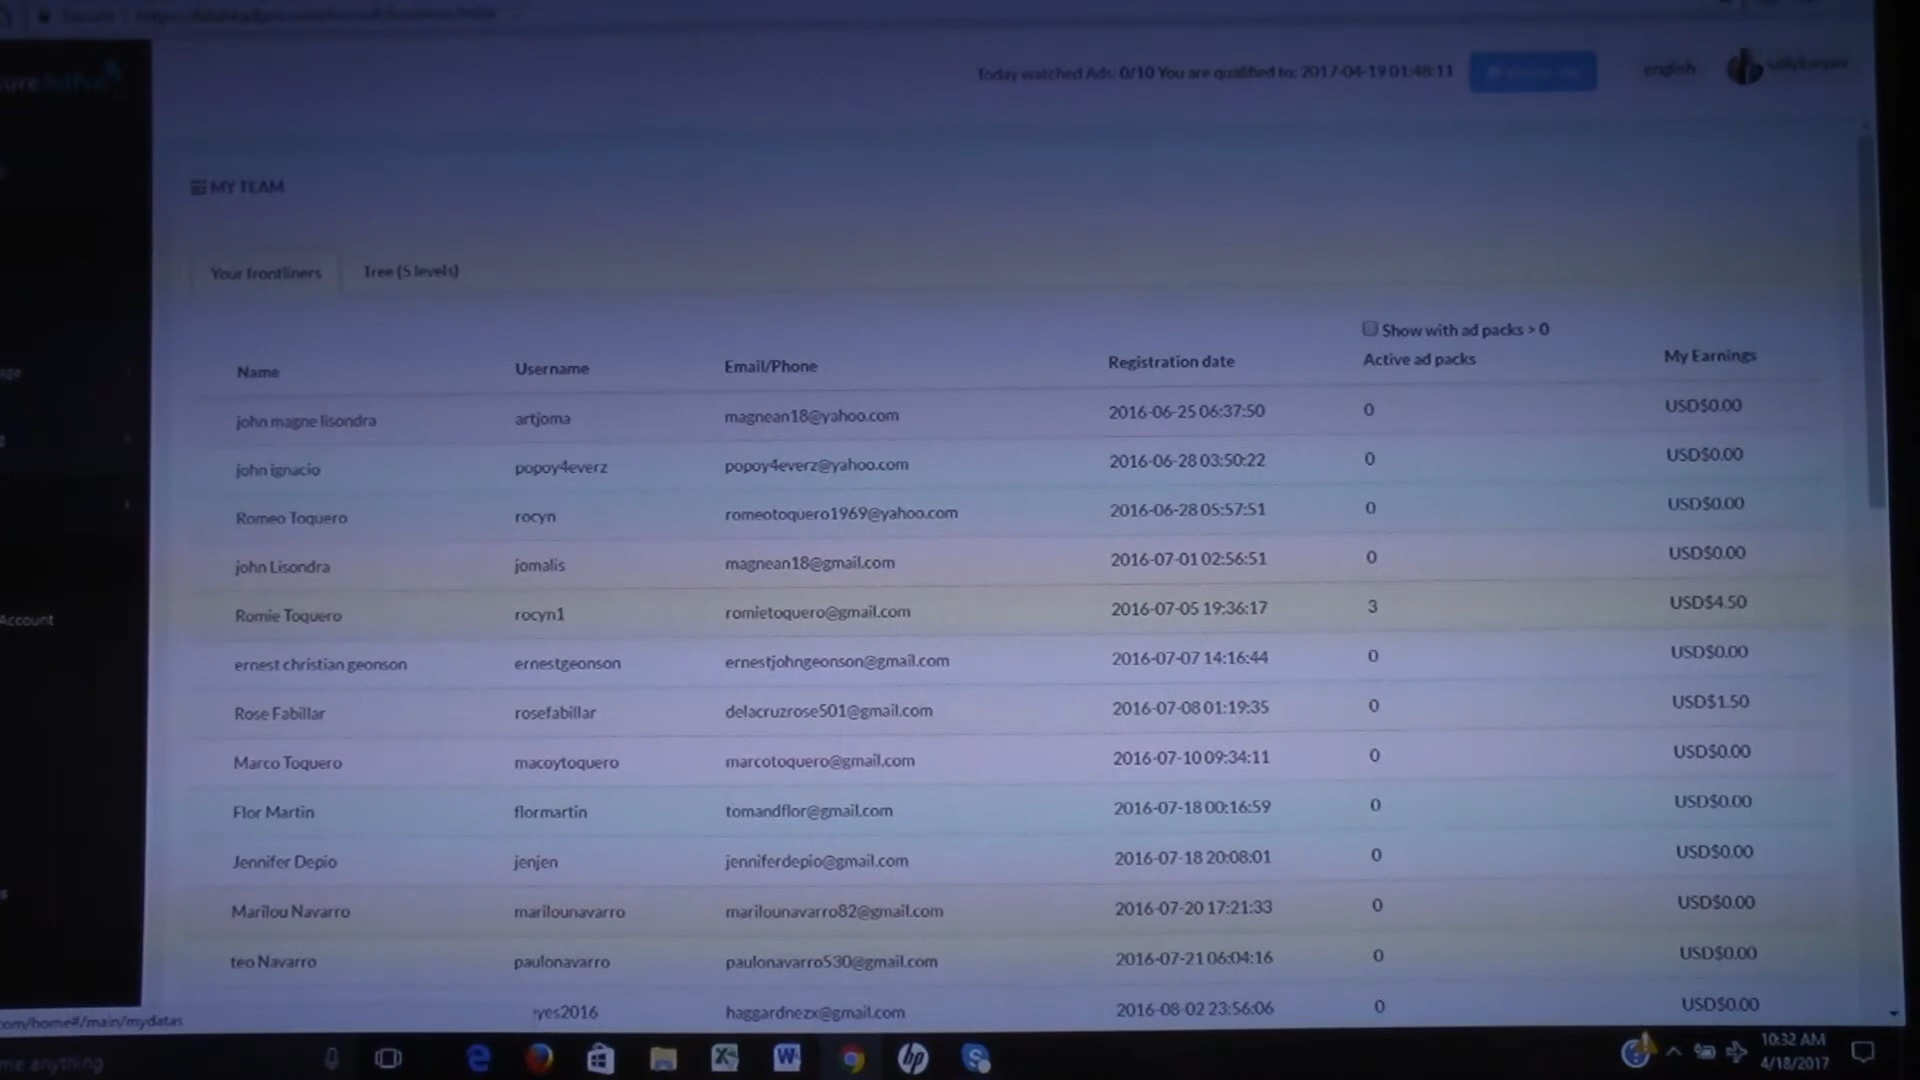 Today watched Ads: 0/10 You are qualified to: 2017-04-19 01:48:11 english
MY TEAM
Your frontliners Tree (5 levels)
Show with ad packs > 0
Name Username Email/Phone Registration date Active ad packs My Earnings
john magne lisondra artjoma magnean18@yahoo.com 2016-06-25 06:37:50 0 USD$0.00
john ignacio popoy4everz popoy4everz@yahoo.com 2016-06-28 03:50:22 0 USD$0.00
Romeo Toquero rocyn romeotoquero1969@yahoo.com 2016-06-28 05:57:51 0 USD$0.00
john Lisondra jomalis magnean18@gmail.com 2016-07-01 02:56:51 0 USD$0.00
Romie Toquero rocyn1 romietoquero@gmail.com 2016-07-05 19:36:17 3 USD$4.50
Account
ernest christian geonson ernestgeonson ernestjohngeonson@gmail.com 2016-07-07 14:16:44 0 USD$0.00
Rose Fabillar rosefabillar delacruzrose501@gmail.com 2016-07-08 01:19:35 0 USD$1.50
Marco Toquero macoytoquero marcotoquero@gmail.com 2016-07-10 09:34:11 0 USD$0.00
Flor Martin flormartin tomandflor@gmail.com 2016-07-18 00:16:59 0 USD$0.00
Jennifer Depio jenjen jenniferdepio@gmail.com 2016-07-18 20:08:01 0 USD$0.00
Marilou Navarro marilounavarro marilounavarro82@gmail.com 2016-07-20 17:21:33 0 USD$0.00
teo Navarro paulonavarro paulonavarro530@gmail.com 2016-07-21 06:04:16 0 USD$0.00
yes2016 haggardnezx@gmail.com 2016-08-02 23:56:06 0 USD$0.00
com/home#/main/mydatas
me anything
10:32 AM
4/18/2017